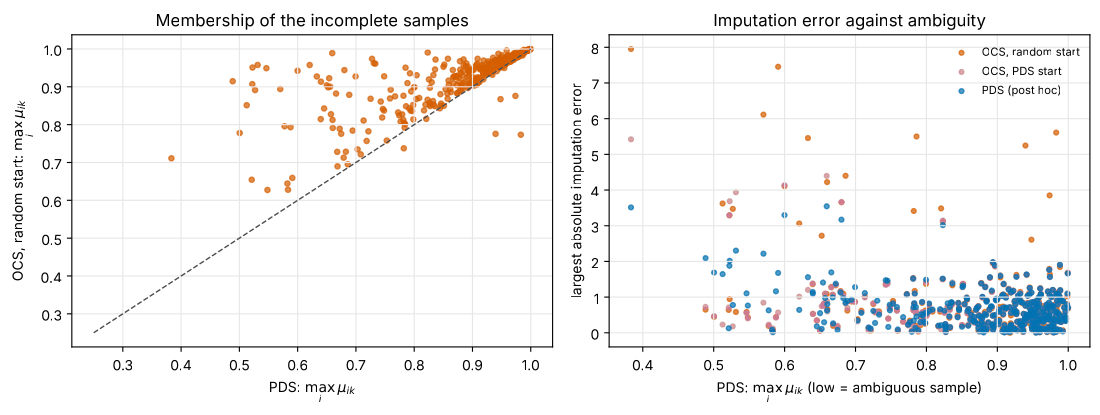 Membership of the incomplete samples
OCS, random start: max_i μ_ik
1.0
0.9
0.8
0.7
0.6
0.5
0.4
0.3
0.3 0.4 0.5 0.6 0.7 0.8 0.9 1.0
PDS: max_i μ_ik
Imputation error against ambiguity
largest absolute imputation error
8
7
6
5
4
3
2
1
0
OCS, random start
OCS, PDS start
PDS (post hoc)
0.4 0.5 0.6 0.7 0.8 0.9 1.0
PDS: max_i μ_ik (low = ambiguous sample)